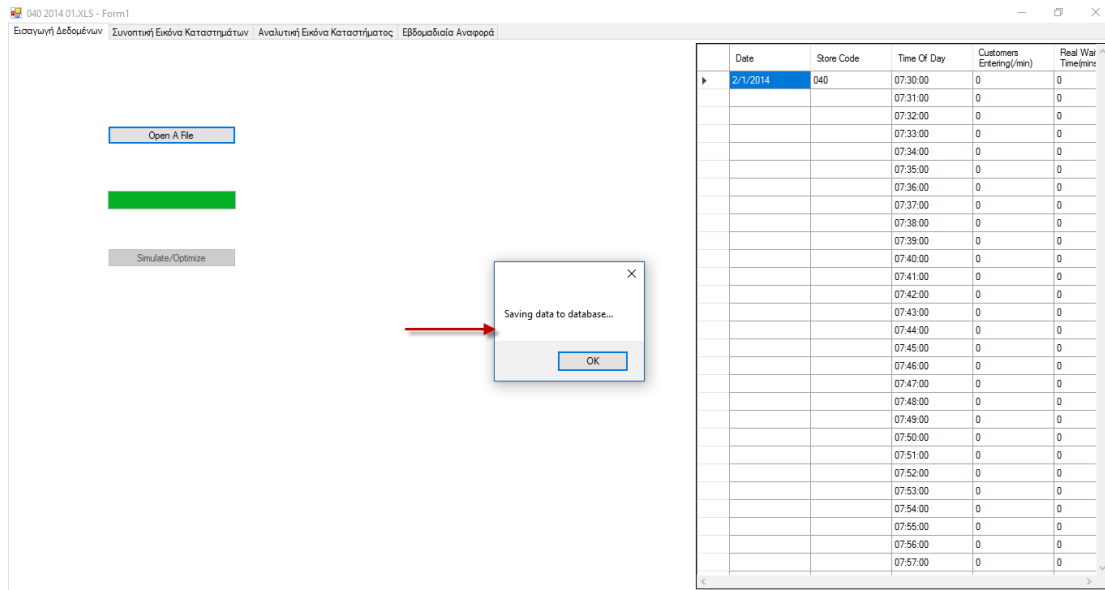 040 2014 01.XLS - Form1
Εισαγωγή Δεδομένων Συνοπτική Εικόνα Καταστημάτων Αναλυτική Εικόνα Καταστήματος Εβδομαδιαία Αναφορά
Open A File
Simulate/Optimize
Saving data to database...
OK
Date Store Code Time Of Day Customers Entering(/min) Real Wai Time(mins
2/1/2014 040 07:30:00 0 0
07:31:00 0 0
07:32:00 0 0
07:33:00 0 0
07:34:00 0 0
07:35:00 0 0
07:36:00 0 0
07:37:00 0 0
07:38:00 0 0
07:39:00 0 0
07:40:00 0 0
07:41:00 0 0
07:42:00 0 0
07:43:00 0 0
07:44:00 0 0
07:45:00 0 0
07:46:00 0 0
07:47:00 0 0
07:48:00 0 0
07:49:00 0 0
07:50:00 0 0
07:51:00 0 0
07:52:00 0 0
07:53:00 0 0
07:54:00 0 0
07:55:00 0 0
07:56:00 0 0
07:57:00 0 0